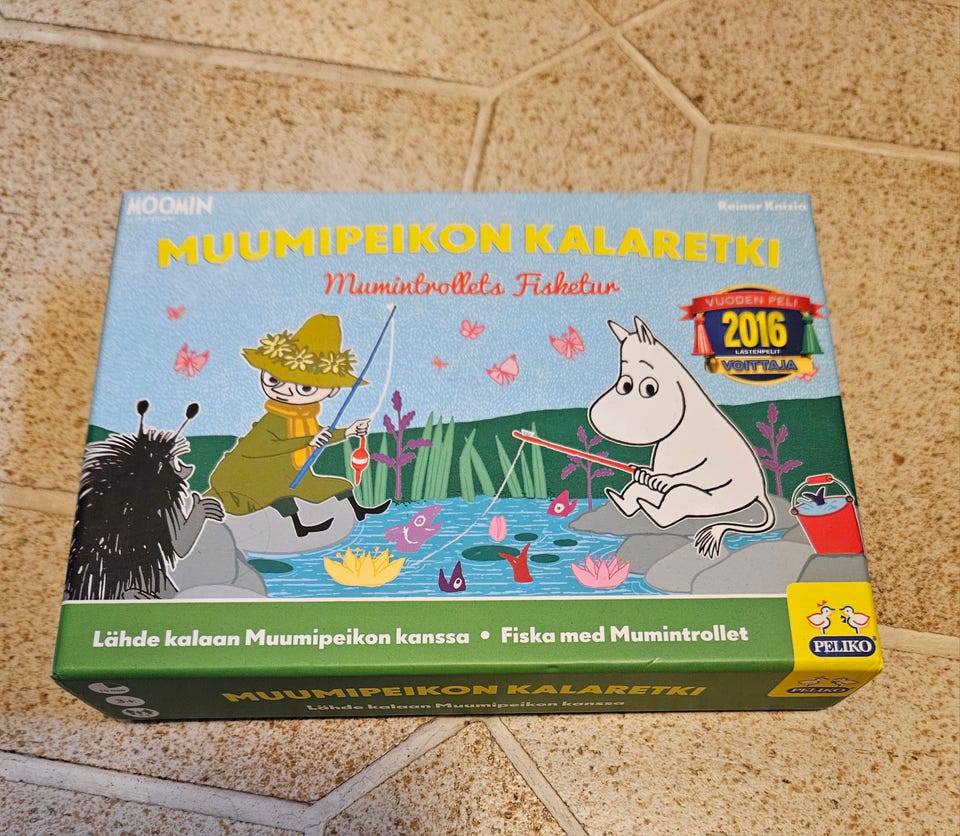 MOOMIN
Reiner Knizia
MUUMIPEIKON KALARETKI
Mumintrollets Fisketur
VUODEN PELI
2016
LASTENPELIT
VOITTAJA
Lähde kalaan Muumipeikon kanssa • Fiska med Mumintrollet
PELIKO
MUUMIPEIKON KALARETKI
Lähde kalaan Muumipeikon kanssa
PELIKO